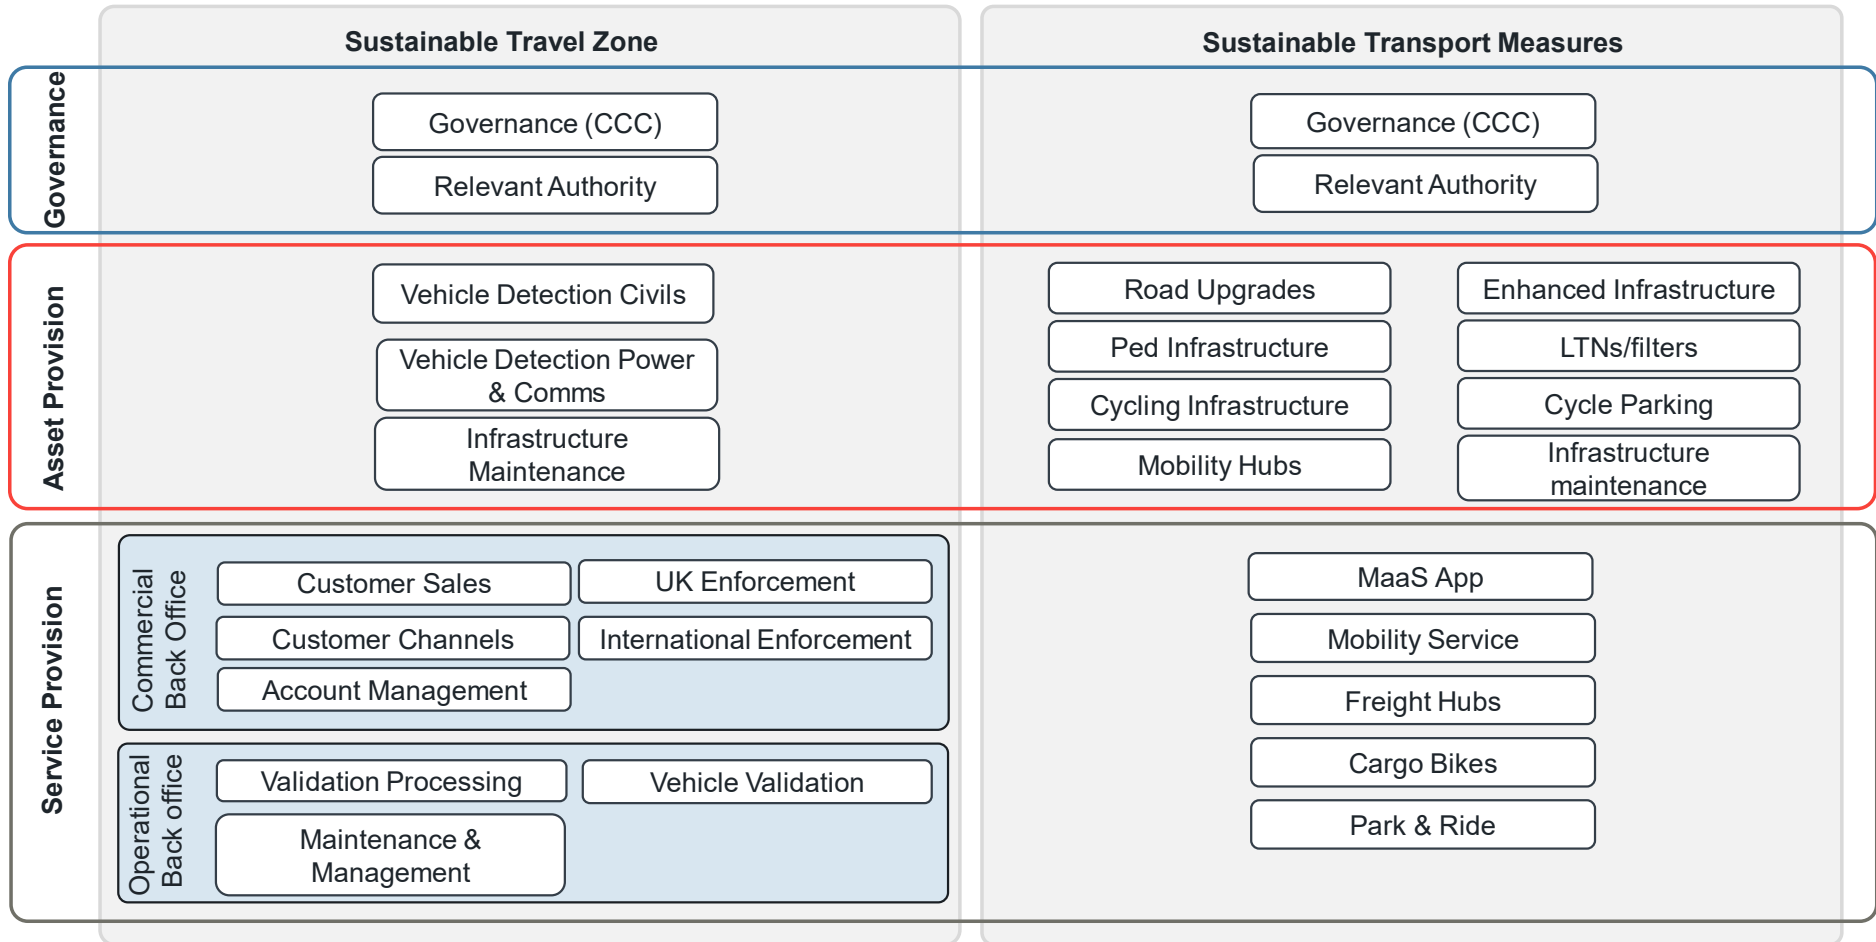 Sustainable Travel Zone
Sustainable Transport Measures
Governance
Governance (CCC)
Relevant Authority
Governance (CCC)
Relevant Authority
Asset Provision
Vehicle Detection Civils
Vehicle Detection Power
& Comms
Infrastructure
Maintenance
Road Upgrades
Ped Infrastructure
Cycling Infrastructure
Mobility Hubs
Enhanced Infrastructure
LTNs/filters
Cycle Parking
Infrastructure
maintenance
Service Provision
Commercial
Back Office
Customer Sales
Customer Channels
Account Management
UK Enforcement
International Enforcement
Operational
Back office
Validation Processing
Maintenance &
Management
Vehicle Validation
MaaS App
Mobility Service
Freight Hubs
Cargo Bikes
Park & Ride